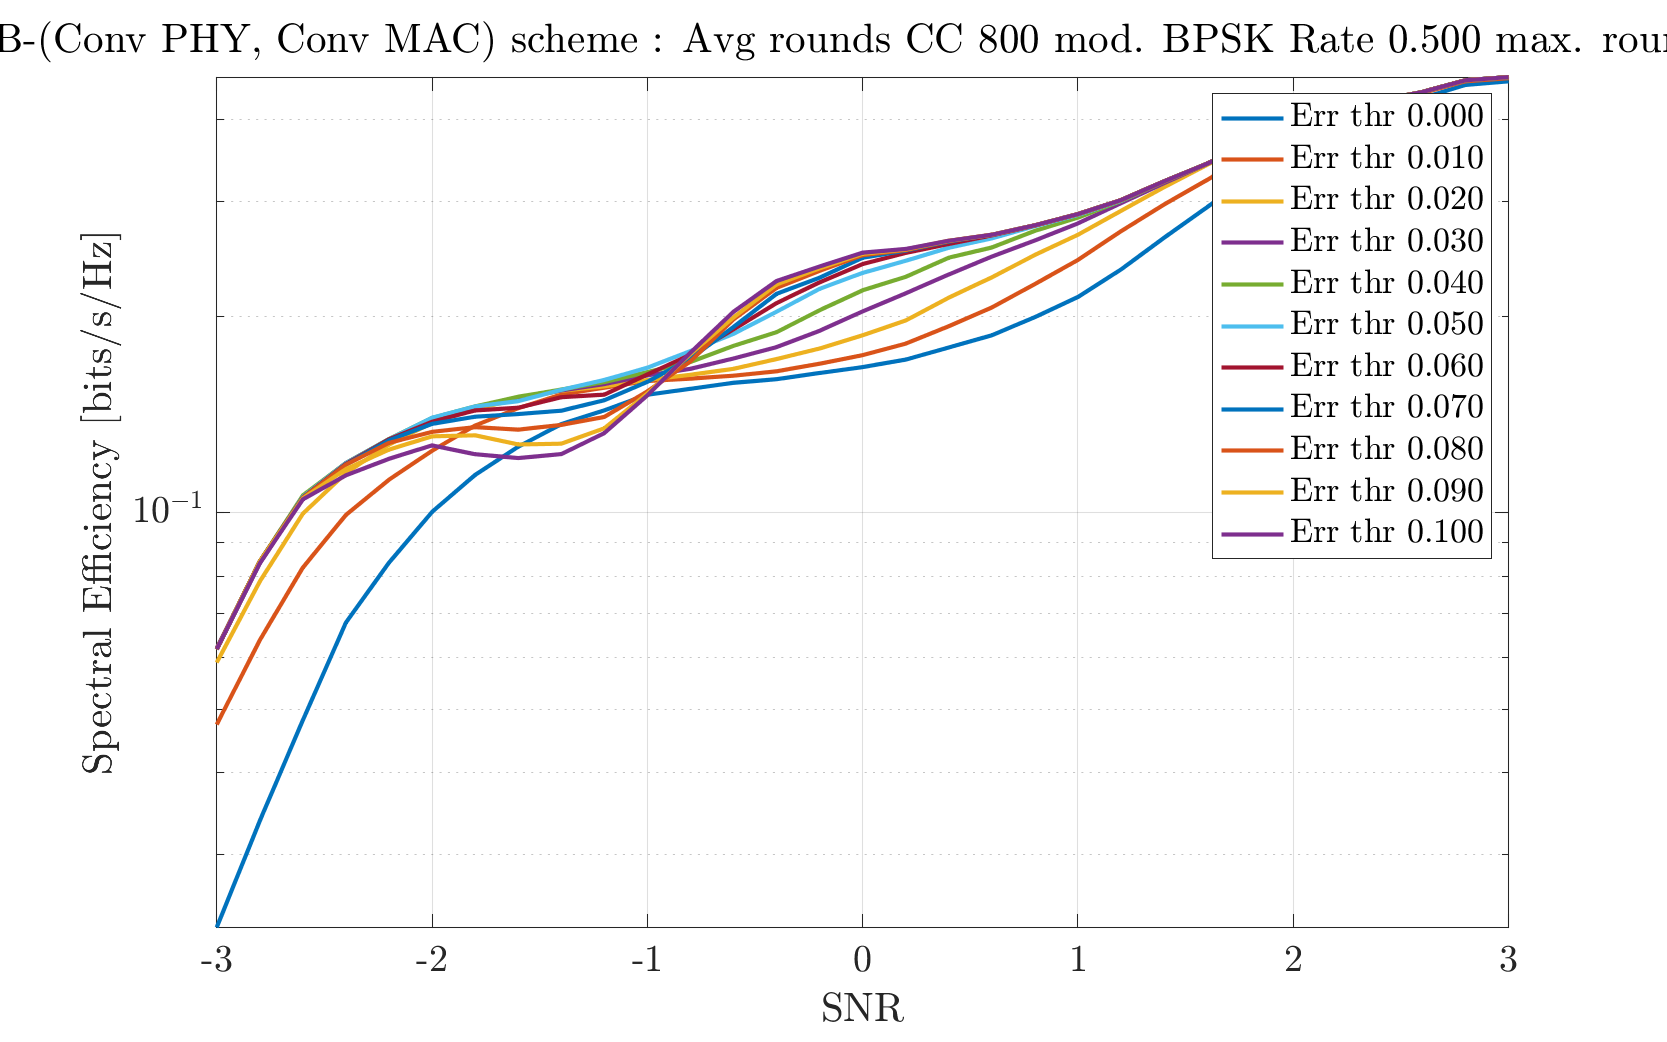 B-(Conv PHY, Conv MAC) scheme : Avg rounds CC 800 mod. BPSK Rate 0.500 max.
Spectral Efficiency [bits/s/Hz]
10−1
Err thr 0.000
Err thr 0.010
Err thr 0.020
Err thr 0.030
Err thr 0.040
Err thr 0.050
Err thr 0.060
Err thr 0.070
Err thr 0.080
Err thr 0.090
Err thr 0.100
-3 -2 -1 0 1 2 3
SNR